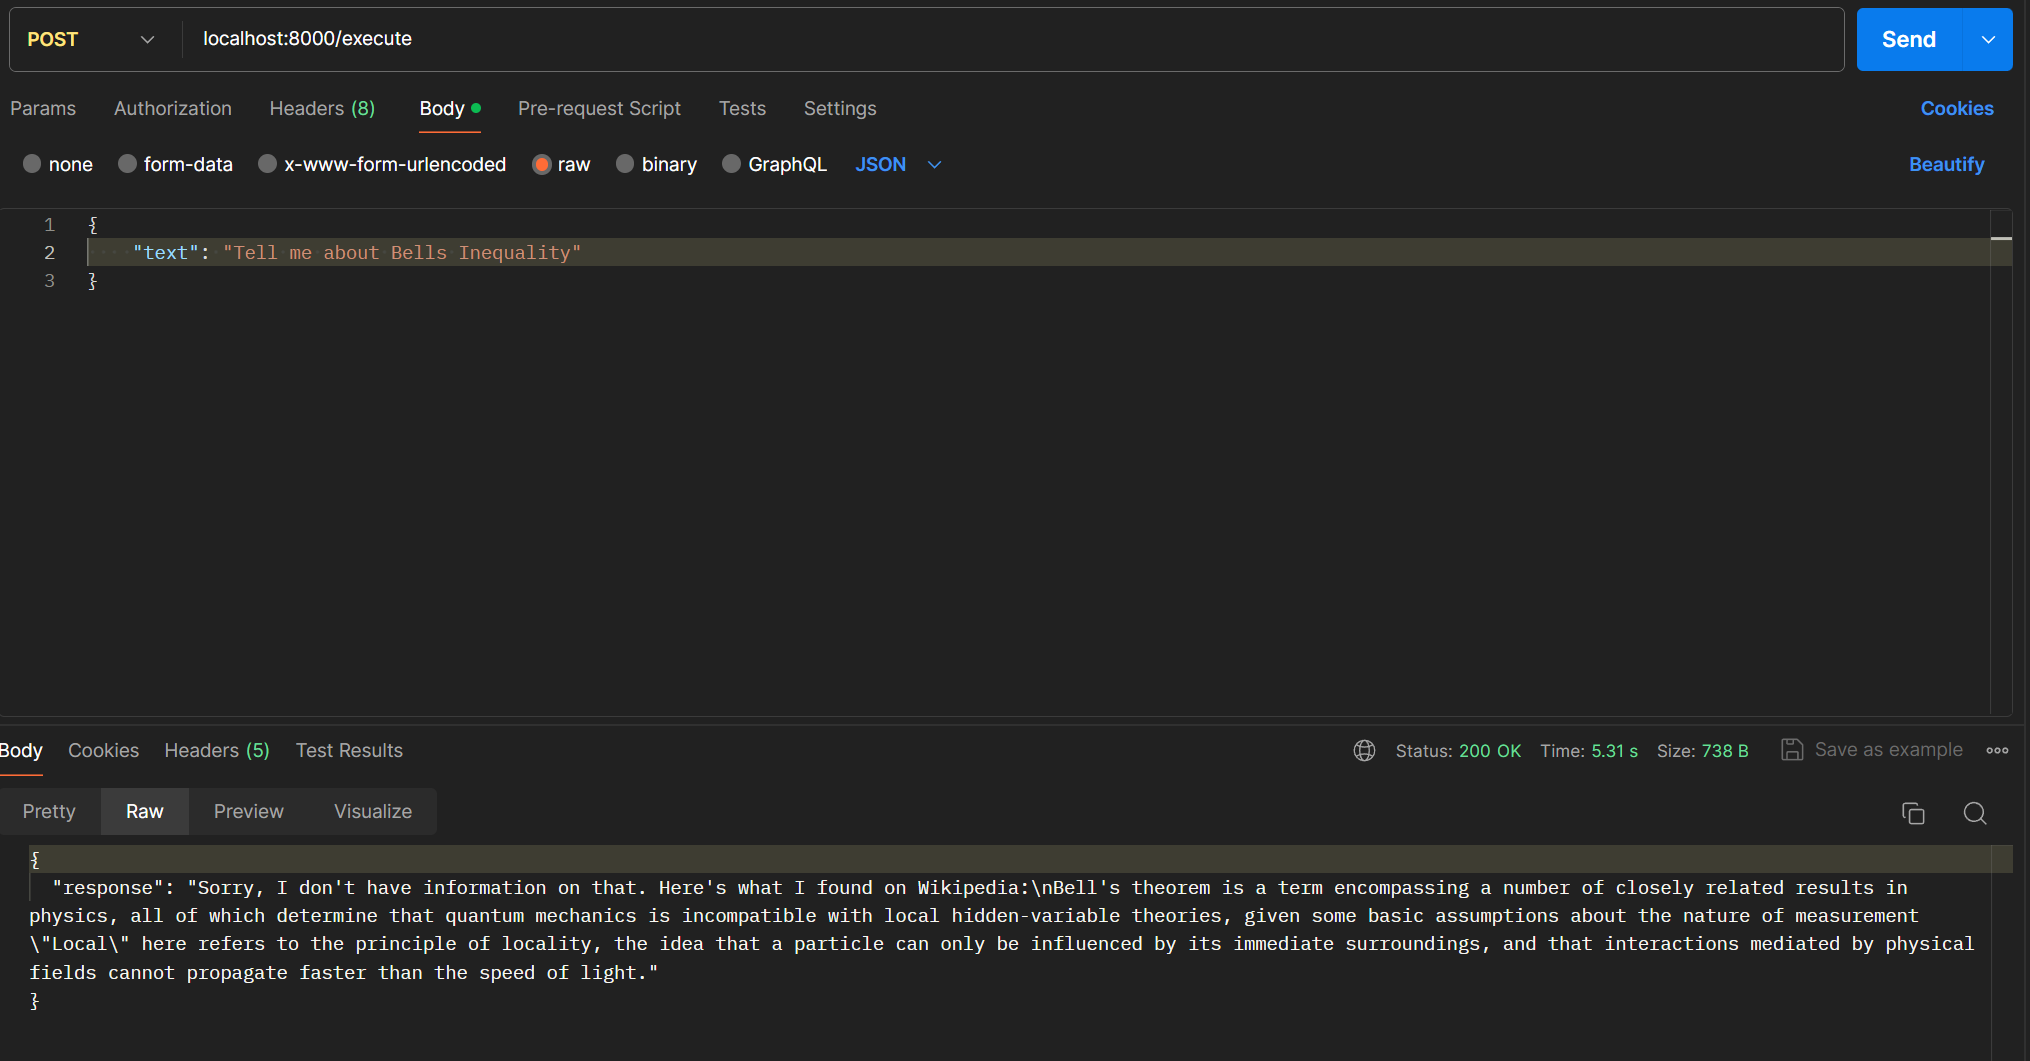 POST localhost:8000/execute Send
Params Authorization Headers (8) Body Pre-request Script Tests Settings Cookies
none form-data x-www-form-urlencoded raw binary GraphQL JSON Beautify
1 {
2 "text": "Tell me about Bells Inequality"
3 }
Body Cookies Headers (5) Test Results Status: 200 OK Time: 5.31 s Size: 738 B Save as example
Pretty Raw Preview Visualize
{
"response": "Sorry, I don't have information on that. Here's what I found on Wikipedia:\nBell's theorem is a term encompassing a number of closely related results in
physics, all of which determine that quantum mechanics is incompatible with local hidden-variable theories, given some basic assumptions about the nature of measurement
\"Local\" here refers to the principle of locality, the idea that a particle can only be influenced by its immediate surroundings, and that interactions mediated by physical
fields cannot propagate faster than the speed of light."
}